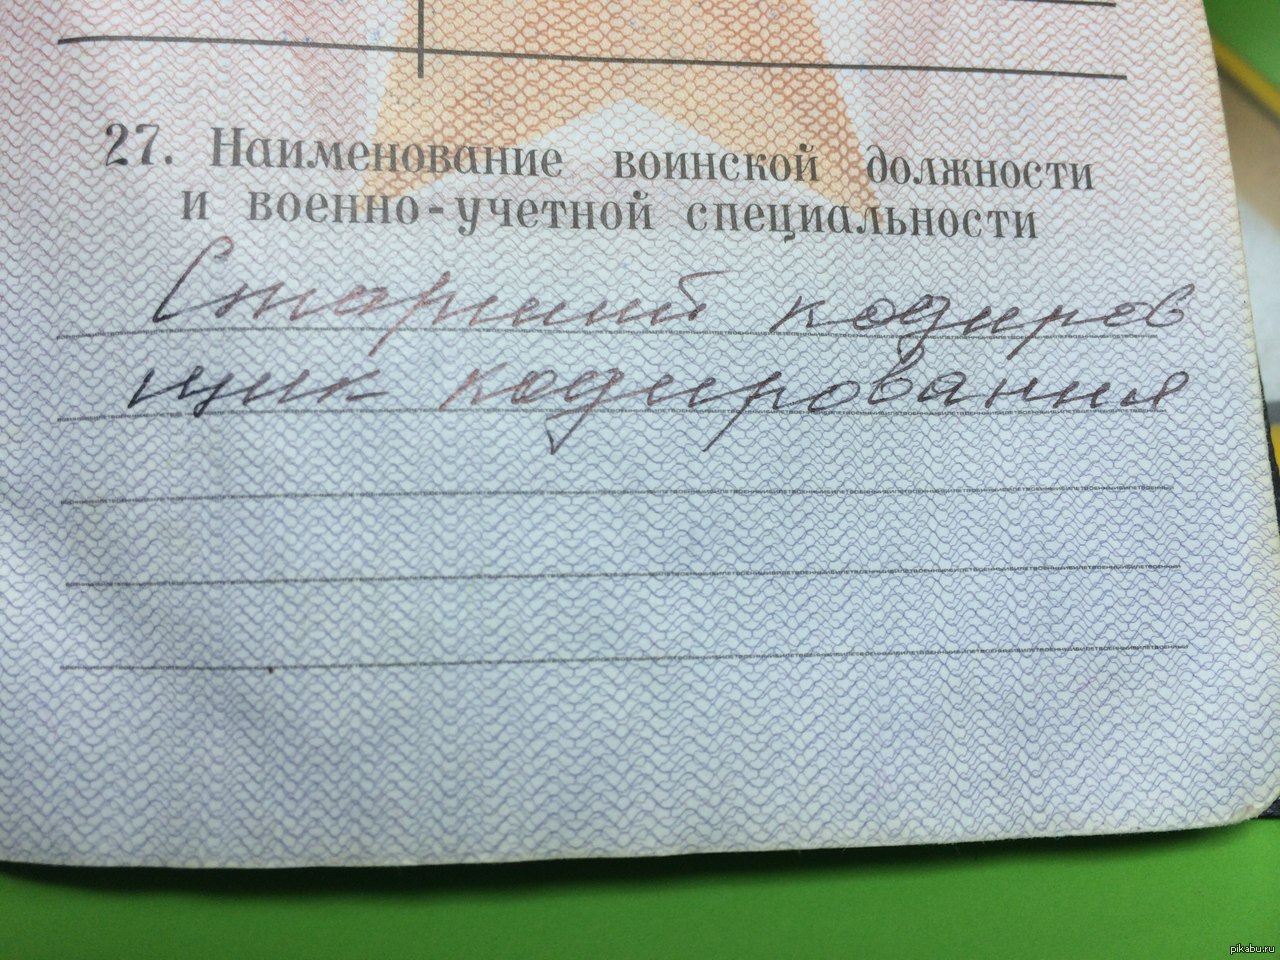 27. Наименование воинской должности
и военно-учетной специальности
Старший кодиров
щик кодирования
pikabu.ru